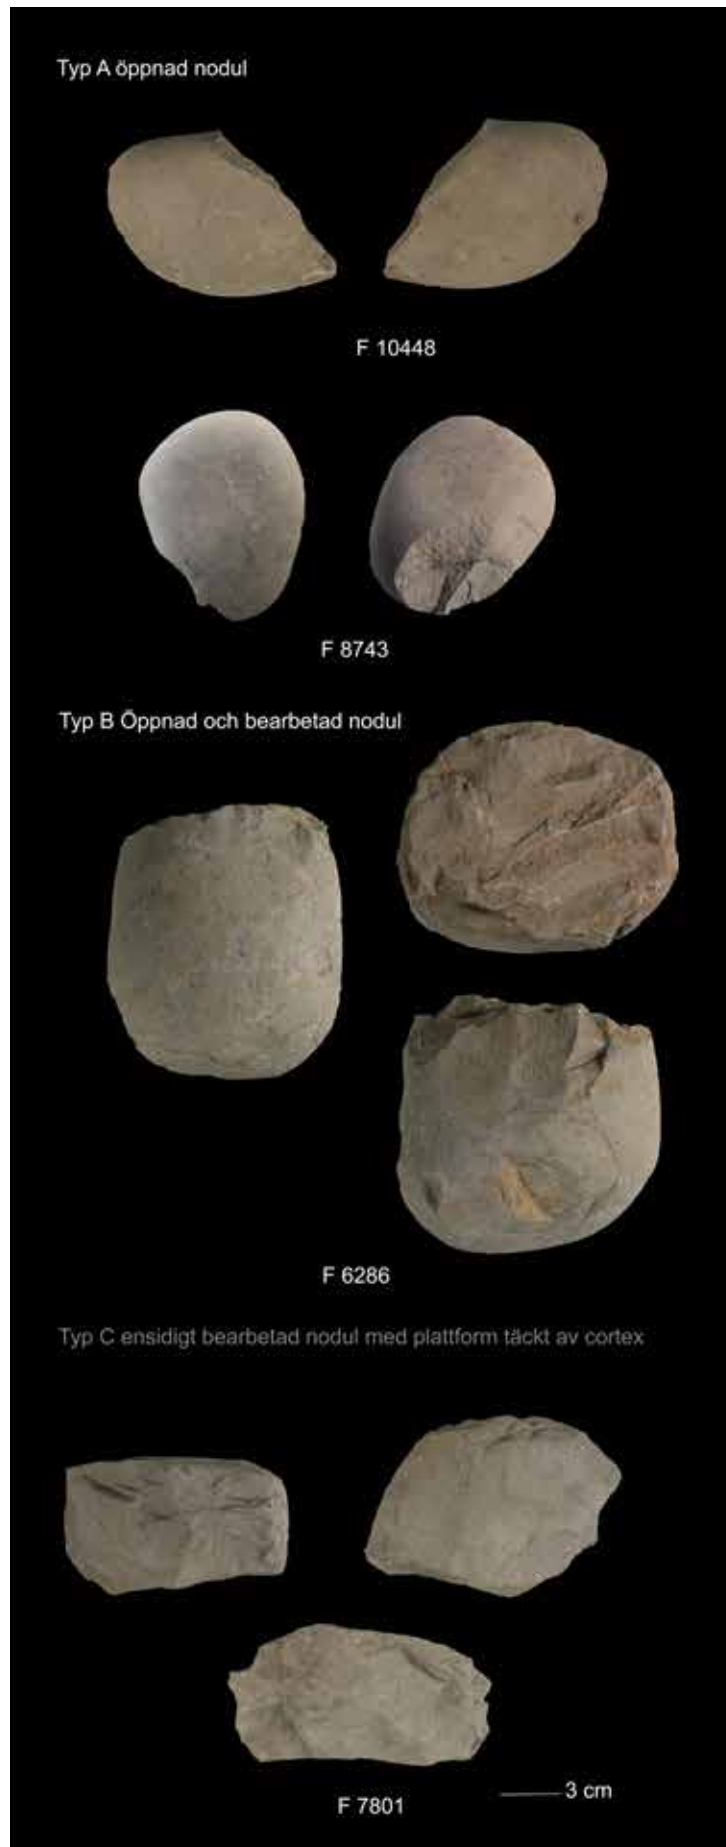 Typ A öppnad nodul
F 10448
F 8743
Typ B Öppnad och bearbetad nodul
F 6286
Typ C ensidigt bearbetad nodul med plattform täckt av cortex
3 cm
F 7801